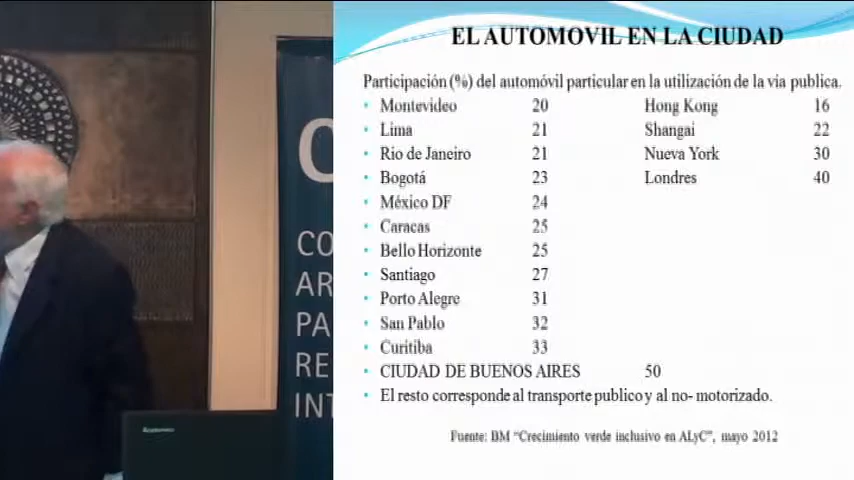 EL AUTOMOVIL EN LA CIUDAD
Participación (%) del automóvil particular en la utilización de la via publica.
• Montevideo 20 Hong Kong 16
• Lima 21 Shangai 22
• Rio de Janeiro 21 Nueva York 30
• Bogotá 23 Londres 40
• México DF 24
• Caracas 25
• Bello Horizonte 25
• Santiago 27
• Porto Alegre 31
• San Pablo 32
• Curitiba 33
• CIUDAD DE BUENOS AIRES 50
• El resto corresponde al transporte publico y al no- motorizado.
Fuente: BM “Crecimiento verde inclusivo en ALyC”, mayo 2012
C
CO
AR
PA
RE
INT
Lenovo